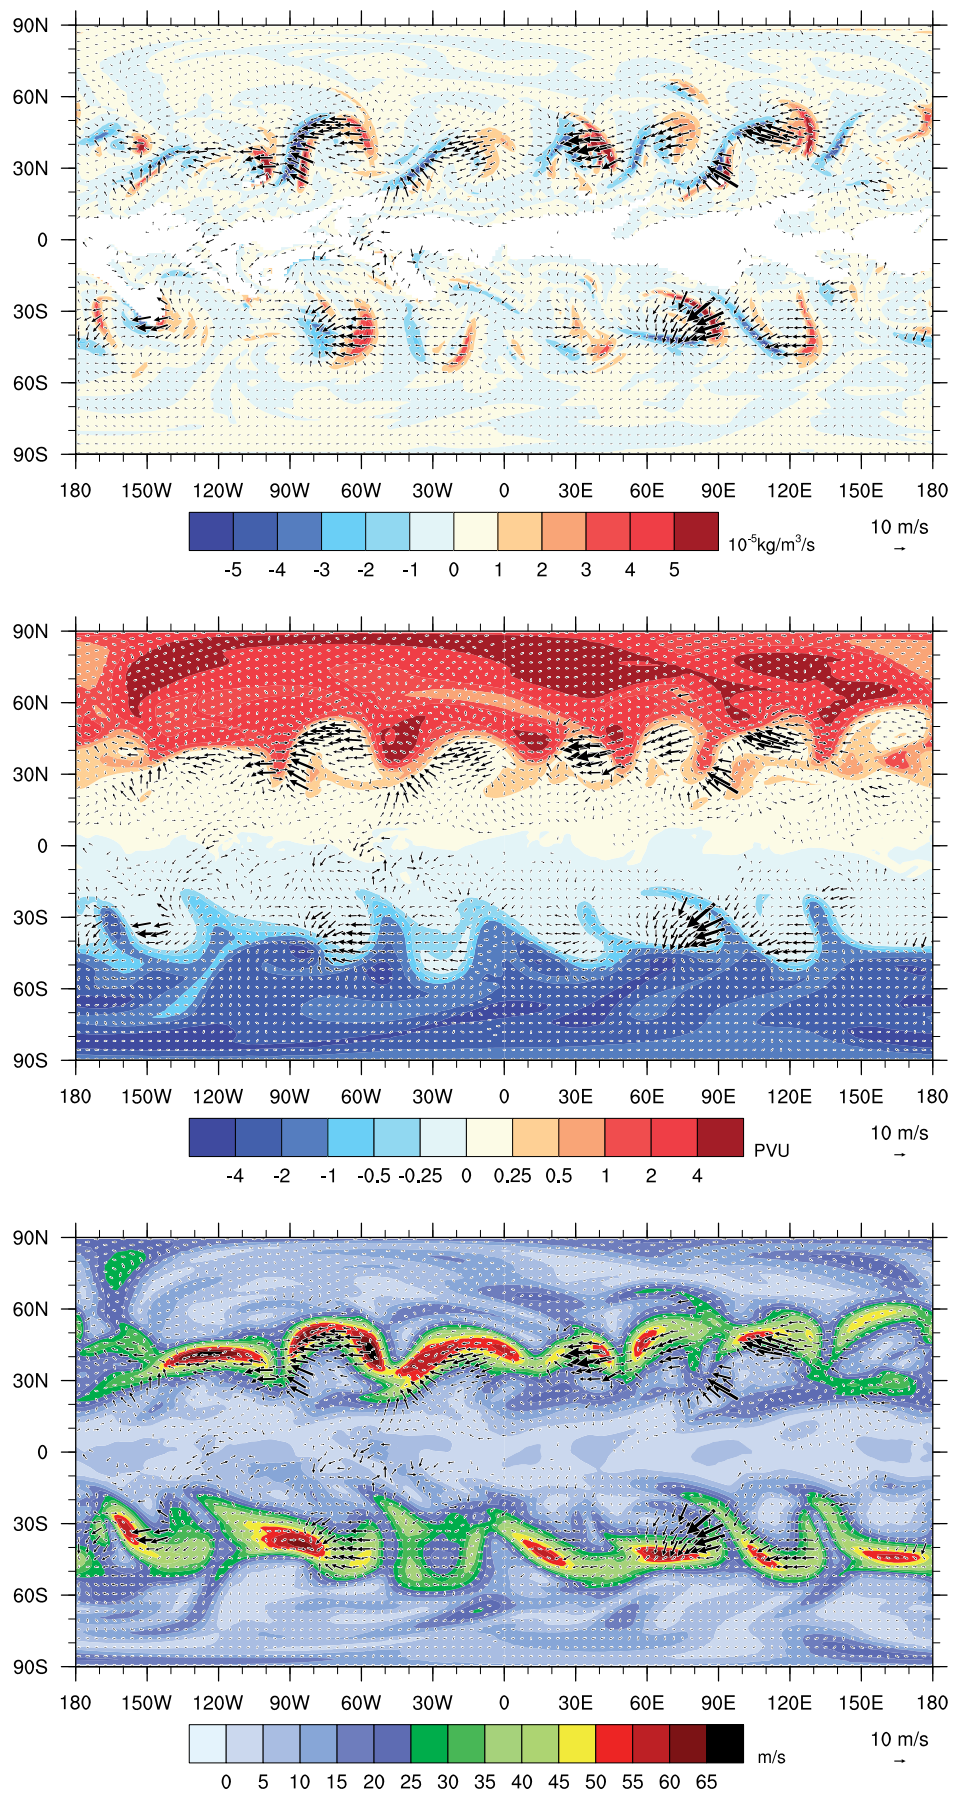 90N
60N
30N
0
30S
60S
90S
180 150W 120W 90W 60W 30W 0 30E 60E 90E 120E 150E 180
-5 -4 -3 -2 -1 0 1 2 3 4 5
10⁻⁵kg/m³/s
10 m/s
90N
60N
30N
0
30S
60S
90S
180 150W 120W 90W 60W 30W 0 30E 60E 90E 120E 150E 180
-4 -2 -1 -0.5 -0.25 0 0.25 0.5 1 2 4
PVU
10 m/s
90N
60N
30N
0
30S
60S
90S
180 150W 120W 90W 60W 30W 0 30E 60E 90E 120E 150E 180
0 5 10 15 20 25 30 35 40 45 50 55 60 65
m/s
10 m/s